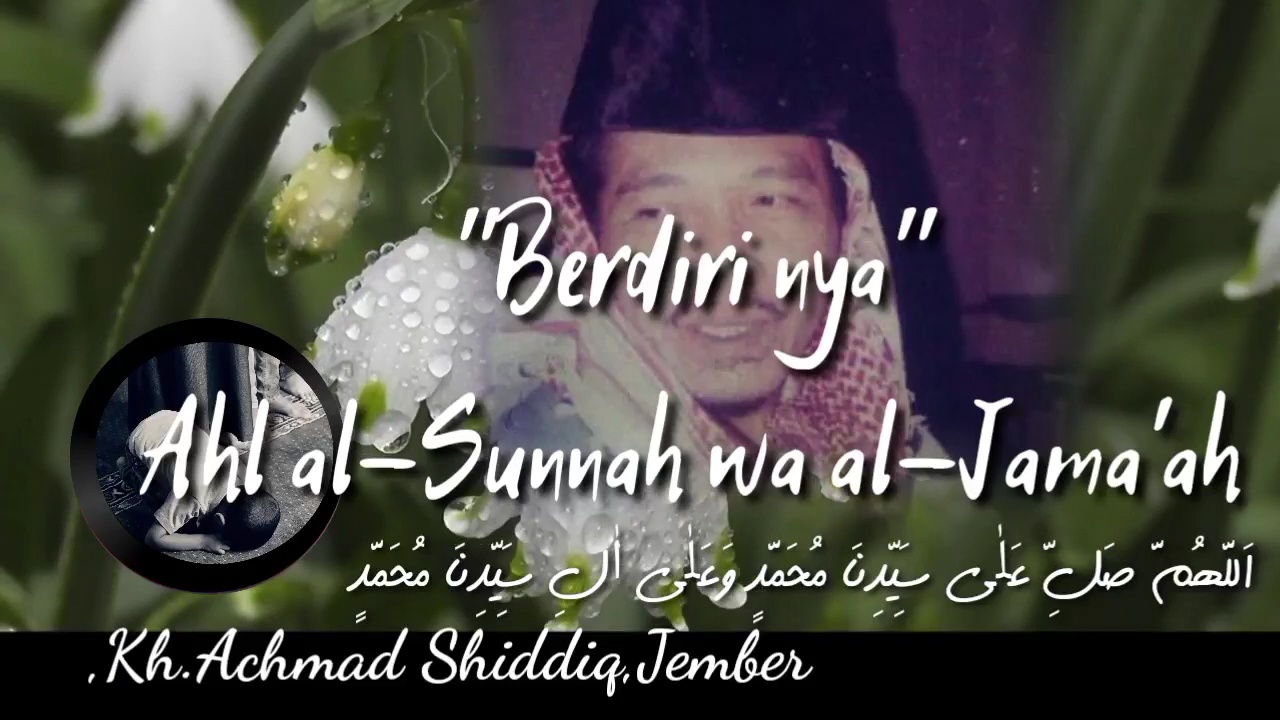 "Berdiri nya"
Ahl al-Sunnah wa al-Jama'ah
اَللّٰهُمَّ صَلِّ عَلٰى سَيِّدِنَا مُحَمَّدٍ وَعَلٰى اٰلِ سَيِّدِنَا مُحَمَّدٍ
,Kh.Achmad Shiddiq,Jember